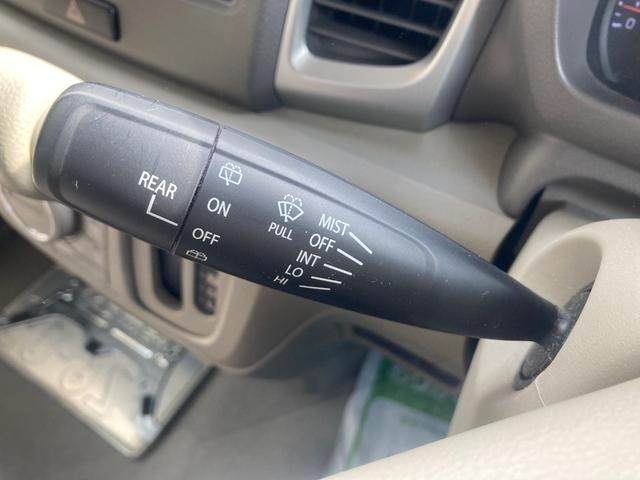 REAR
ON
OFF
PULL
MIST
OFF
INT
LO
HI